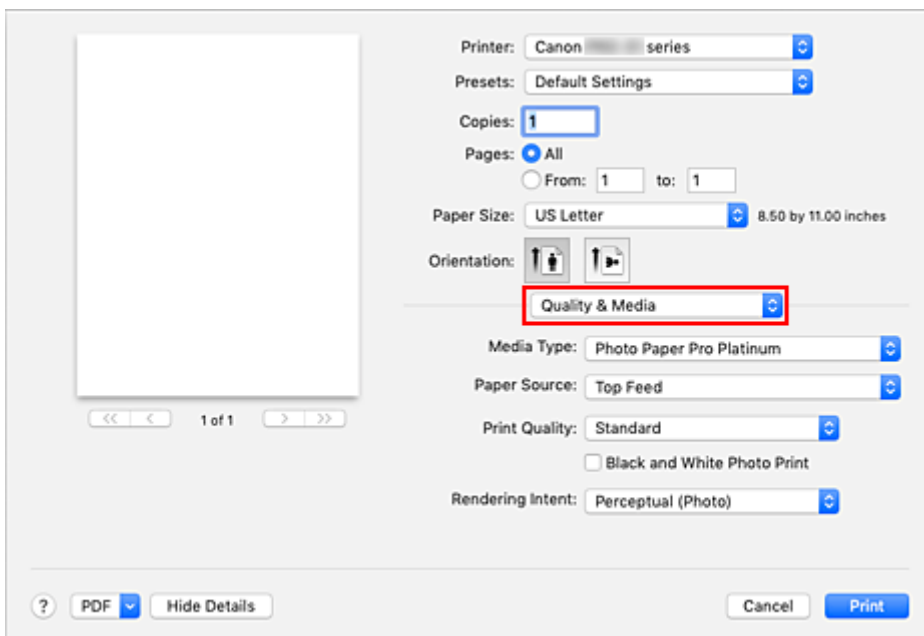 Printer: Canon series
Presets: Default Settings
Copies: 1
Pages: All
From: 1 to: 1
Paper Size: US Letter 8.50 by 11.00 inches
Orientation:
Quality & Media
Media Type: Photo Paper Pro Platinum
Paper Source: Top Feed
<< < 1 of 1 > >>
Print Quality: Standard
Black and White Photo Print
Rendering Intent: Perceptual (Photo)
? PDF Hide Details Cancel Print